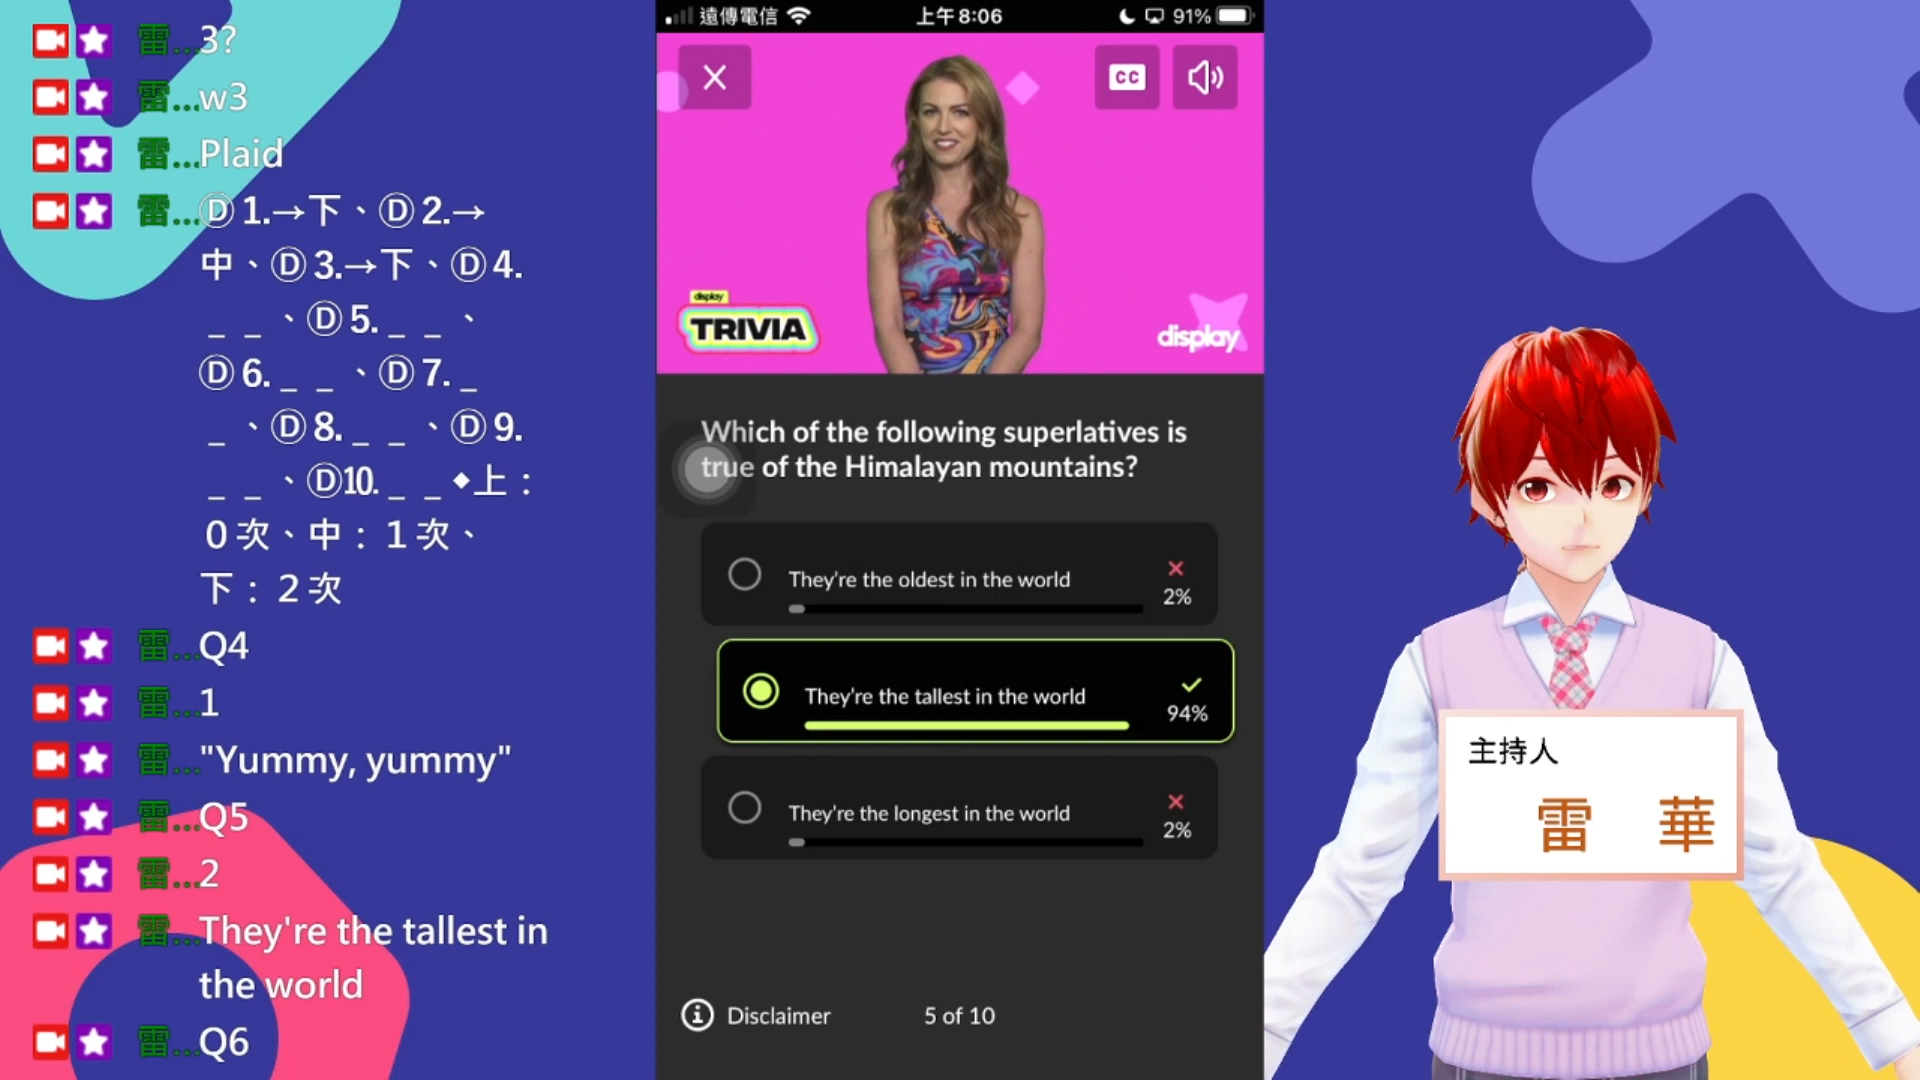 雷...3?
雷...w3
雷...Plaid
雷...Ⓓ1.→下、Ⓓ2.→
中、Ⓓ3.→下、Ⓓ4.
_ _、Ⓓ5._ _、
Ⓓ6._ _、Ⓓ7._
_、Ⓓ8._ _、Ⓓ9.
_ _、Ⓓ10._ _◆上：
0次、中：1次、
下：2次
雷...Q4
雷...1
雷..."Yummy, yummy"
雷...Q5
雷...2
雷...They're the tallest in
the world
雷...Q6
遠傳電信
上午8:06
91%
CC
display
TRIVIA
display
Which of the following superlatives is
true of the Himalayan mountains?
They're the oldest in the world
2%
They're the tallest in the world
94%
They're the longest in the world
2%
Disclaimer
5 of 10
主持人
雷 華